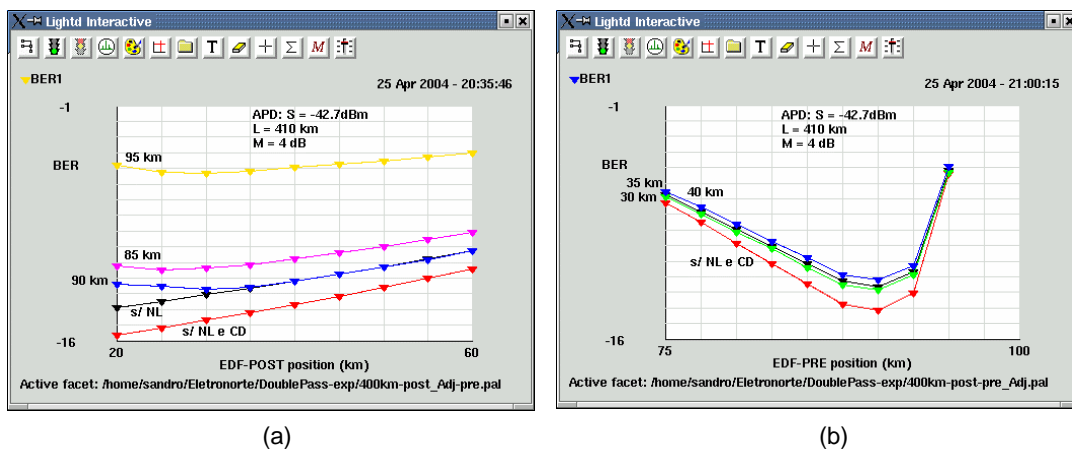 Lightd Interactive
T Σ M
BER1
25 Apr 2004 - 20:35:46
-1
APD: S = -42.7dBm
L = 410 km
M = 4 dB
BER
95 km
85 km
90 km
s/ NL
s/ NL e CD
-16
20
60
EDF-POST position (km)
Active facet: /home/sandro/Eletronorte/DoublePass-exp/400km-post_Adj-pre.pal
(a)
Lightd Interactive
T Σ M
BER1
25 Apr 2004 - 21:00:15
-1
APD: S = -42.7dBm
L = 410 km
M = 4 dB
BER
35 km
40 km
30 km
s/ NL e CD
-16
75
100
EDF-PRE position (km)
Active facet: /home/sandro/Eletronorte/DoublePass-exp/400km-post-pre_Adj.pal
(b)